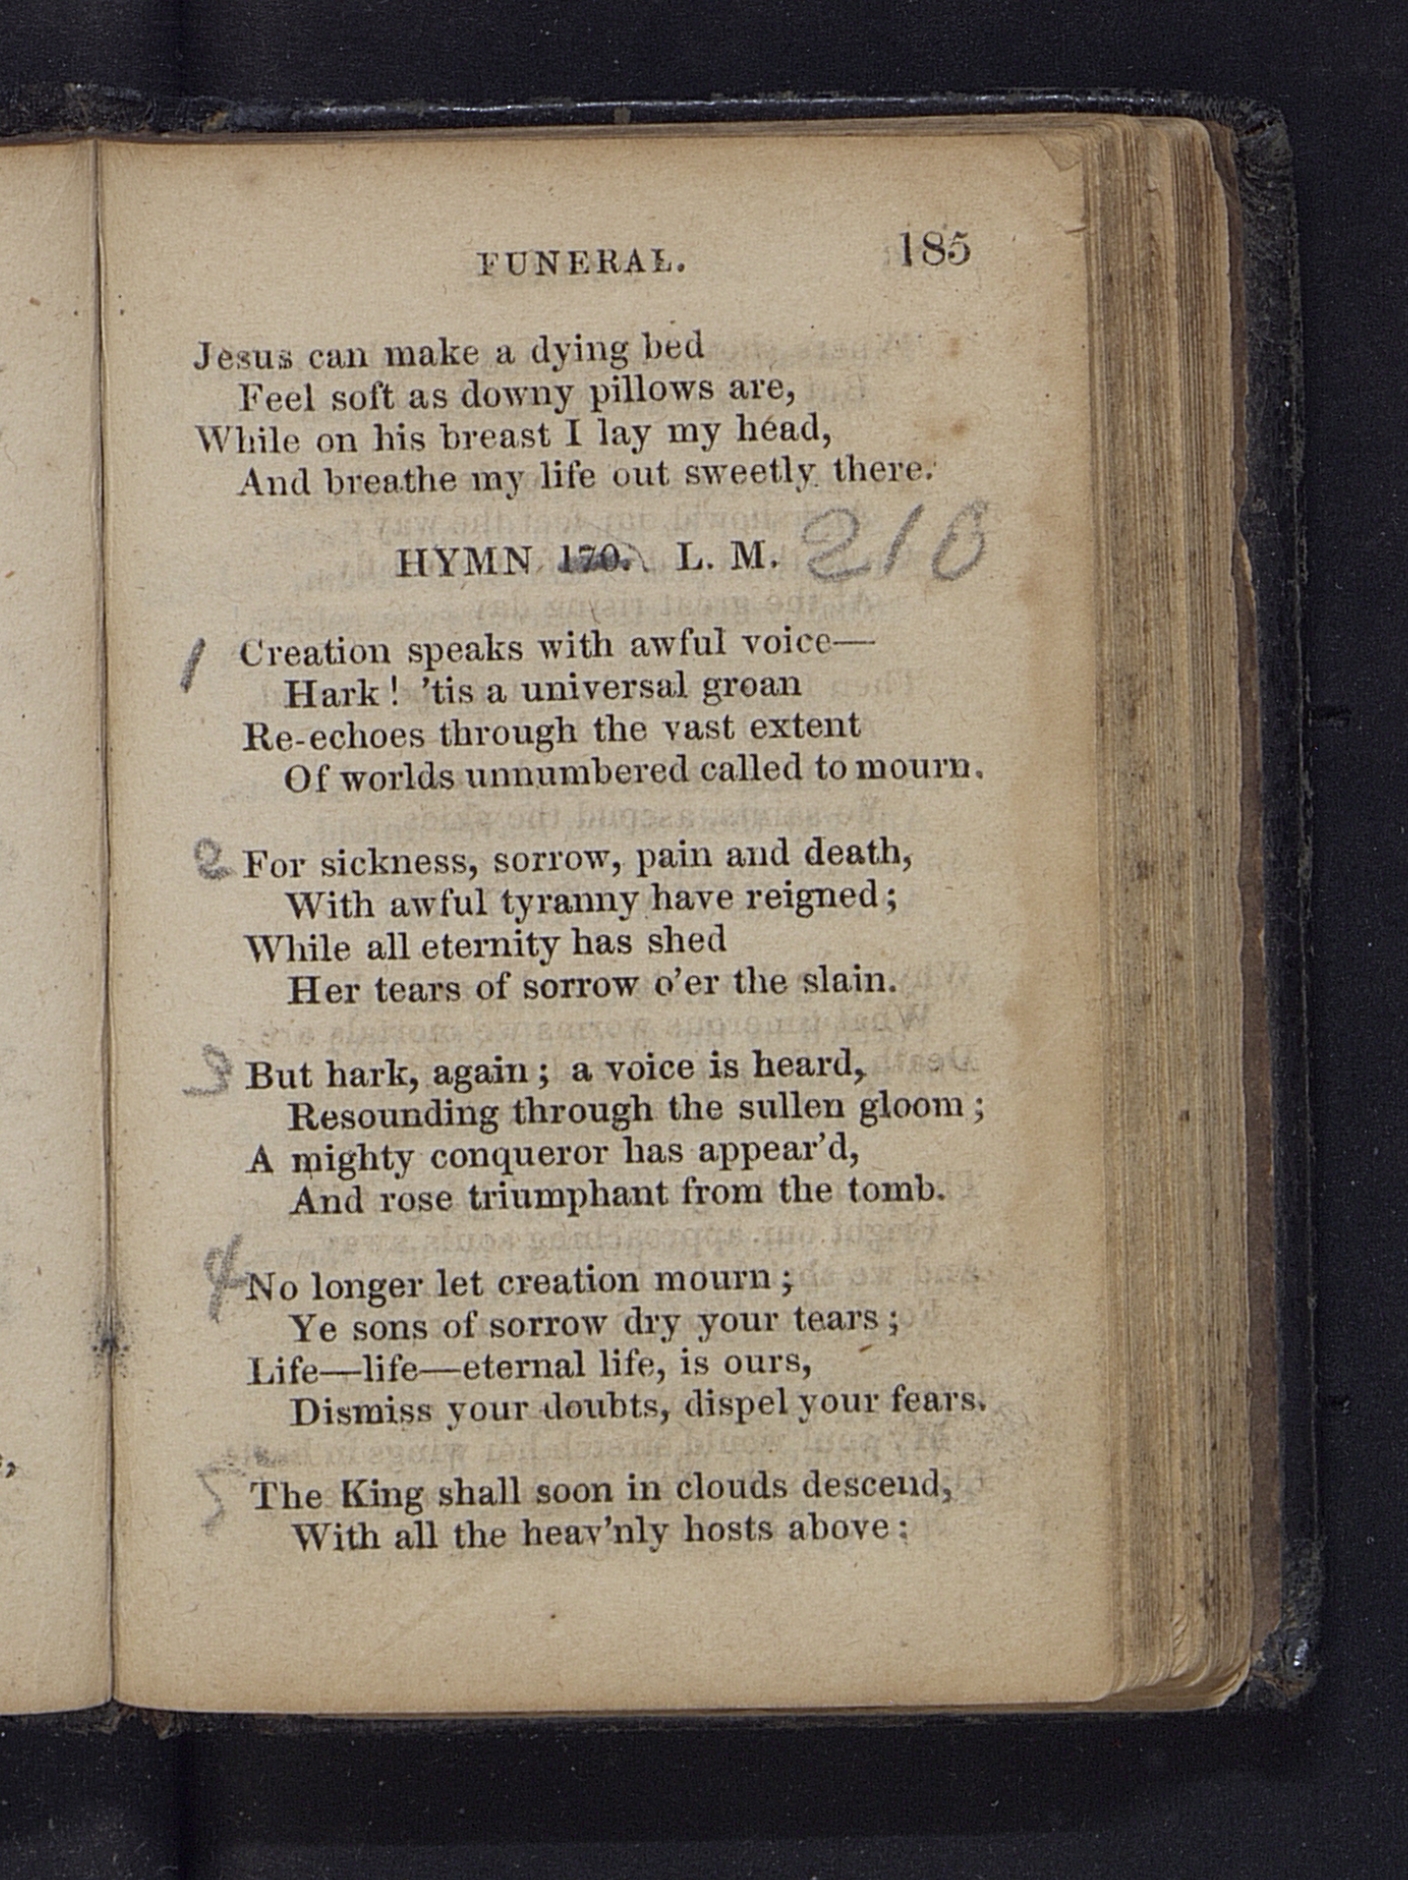 FUNERAL. 185
Jesus can make a dying bed
Feel soft as downy pillows are,
While on his breast I lay my head,
And breathe my life out sweetly there.
HYMN 170. L. M. 210
1 Creation speaks with awful voice—
Hark! 'tis a universal groan
Re-echoes through the vast extent
Of worlds unnumbered called to mourn.
2 For sickness, sorrow, pain and death,
With awful tyranny have reigned;
While all eternity has shed
Her tears of sorrow o'er the slain.
3 But hark, again; a voice is heard,
Resounding through the sullen gloom;
A mighty conqueror has appear'd,
And rose triumphant from the tomb.
4 No longer let creation mourn;
Ye sons of sorrow dry your tears;
Life—life—eternal life, is ours,
Dismiss your doubts, dispel your fears.
5 The King shall soon in clouds descend,
With all the heav'nly hosts above: